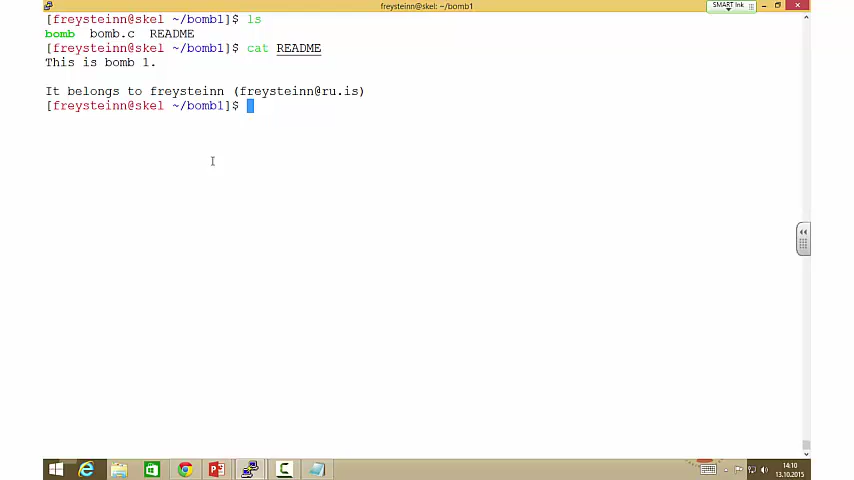 freysteinn@skel: ~/bomb1
SMART Ink
[freysteinn@skel ~/bomb1]$ ls
bomb bomb.c README
[freysteinn@skel ~/bomb1]$ cat README
This is bomb 1.
It belongs to freysteinn (freysteinn@ru.is)
[freysteinn@skel ~/bomb1]$
14:10
13.10.2015